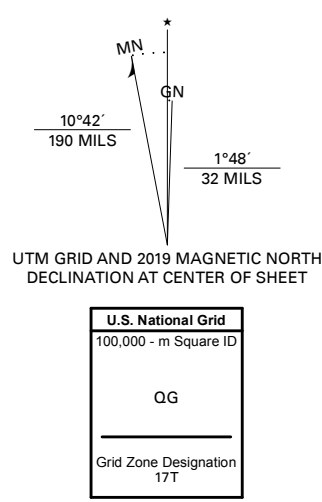 MN
GN
10°42´
190 MILS
1°48´
32 MILS
UTM GRID AND 2019 MAGNETIC NORTH
DECLINATION AT CENTER OF SHEET
U.S. National Grid
100,000 - m Square ID
QG
Grid Zone Designation
17T